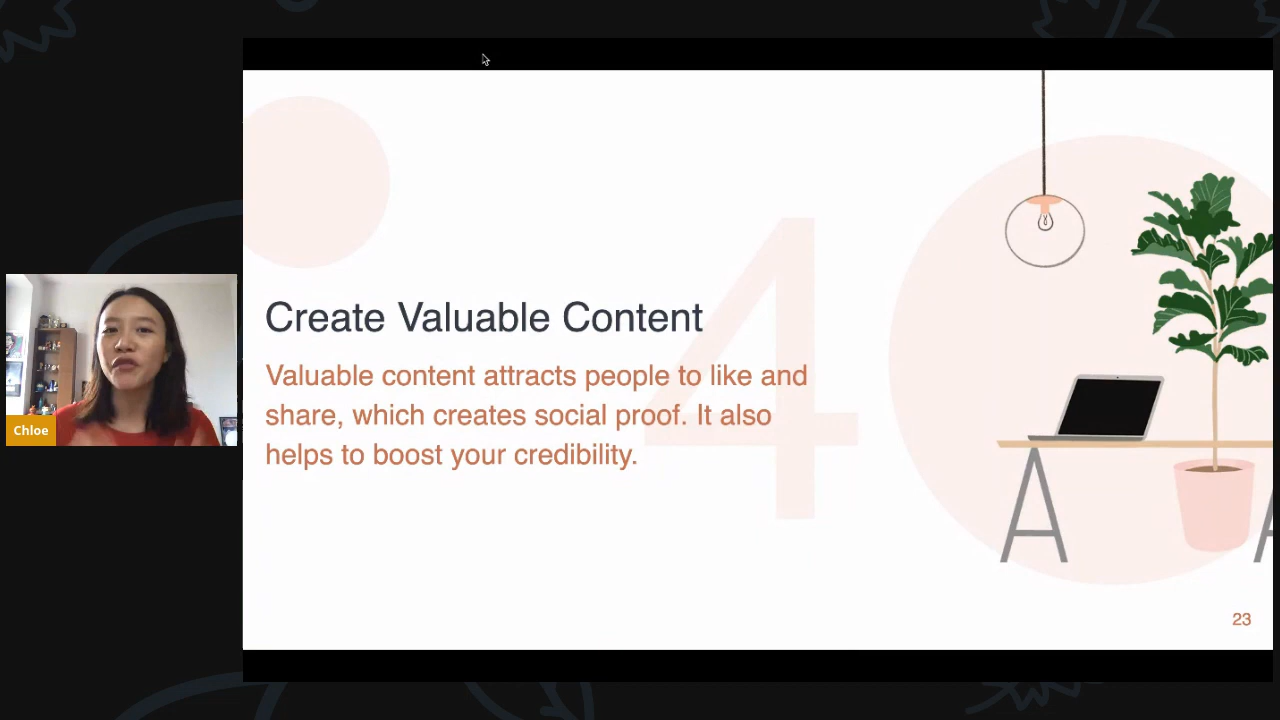 4
Create Valuable Content
Valuable content attracts people to like and
share, which creates social proof. It also
helps to boost your credibility.
Chloe
23